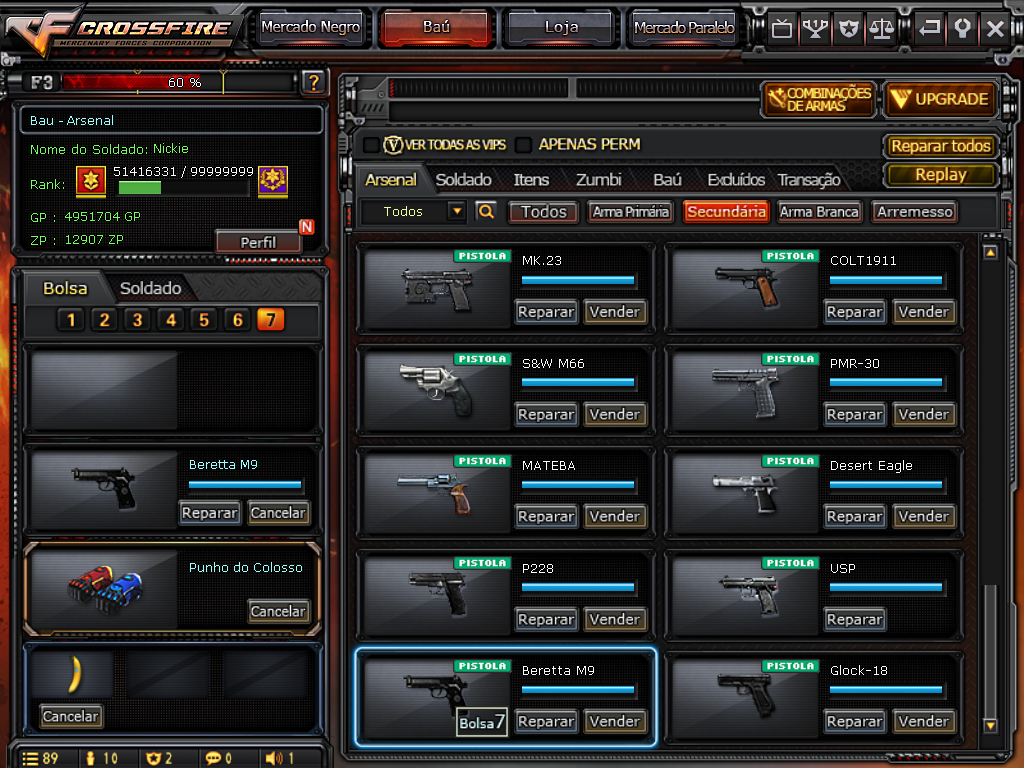 CROSSFIRE
MERCENARY FORCES CORPORATION
Mercado Negro
Baú
Loja
Mercado Paralelo
F3
60 %
?
Bau - Arsenal
Nome do Soldado: Nickie
Rank: 51416331 / 99999999
GP : 4951704 GP
ZP : 12907 ZP
N
Perfil
Bolsa
Soldado
1 2 3 4 5 6 7
Beretta M9
Reparar
Cancelar
Punho do Colosso
Cancelar
Cancelar
89
10
2
0
1
COMBINAÇÕES
DE ARMAS
UPGRADE
V VER TODAS AS VIPS
APENAS PERM
Reparar todos
Replay
Arsenal
Soldado
Itens
Zumbi
Baú
Excluídos
Transação
Todos
Todos
Arma Primária
Secundária
Arma Branca
Arremesso
PISTOLA
MK.23
Reparar
Vender
PISTOLA
COLT1911
Reparar
Vender
PISTOLA
S&W M66
Reparar
Vender
PISTOLA
PMR-30
Reparar
Vender
PISTOLA
MATEBA
Reparar
Vender
PISTOLA
Desert Eagle
Reparar
Vender
PISTOLA
P228
Reparar
Vender
PISTOLA
USP
Reparar
PISTOLA
Beretta M9
Bolsa7
Reparar
Vender
PISTOLA
Glock-18
Reparar
Vender